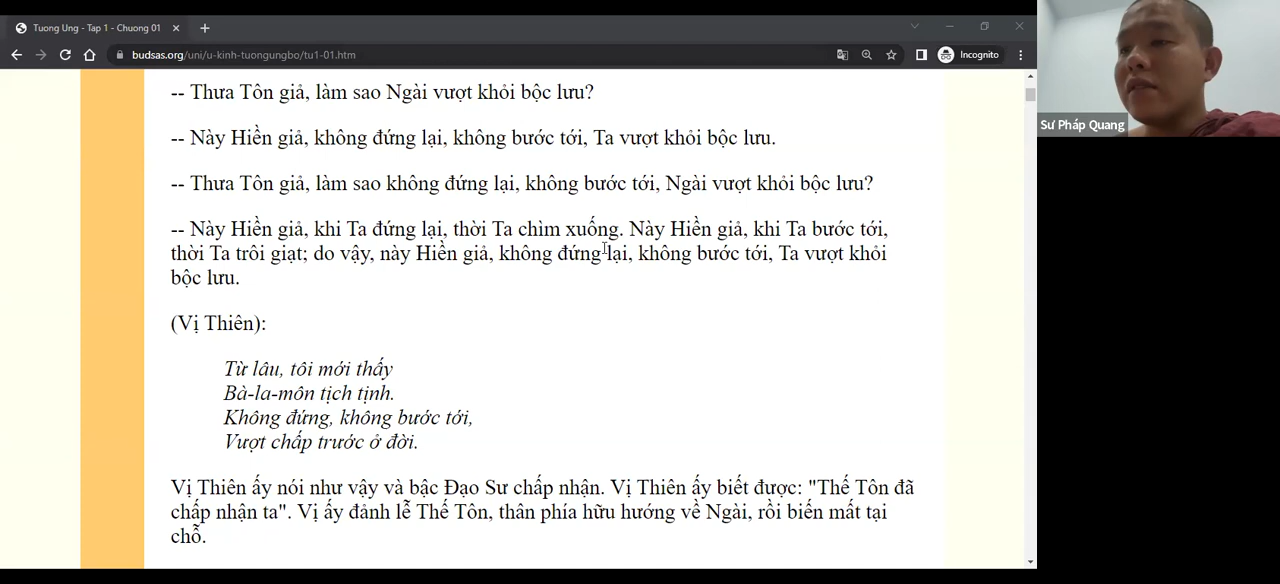 Tuong Ung - Tap 1 - Chuong 01
budsas.org/uni/u-kinh-tuongungbo/tu1-01.htm
Incognito
-- Thưa Tôn giả, làm sao Ngài vượt khỏi bộc lưu?
-- Này Hiền giả, không đứng lại, không bước tới, Ta vượt khỏi bộc lưu.
-- Thưa Tôn giả, làm sao không đứng lại, không bước tới, Ngài vượt khỏi bộc lưu?
-- Này Hiền giả, khi Ta đứng lại, thời Ta chìm xuống. Này Hiền giả, khi Ta bước tới,
thời Ta trôi giạt; do vậy, này Hiền giả, không đứng lại, không bước tới, Ta vượt khỏi
bộc lưu.
(Vị Thiên):
Từ lâu, tôi mới thấy
Bà-la-môn tịch tịnh.
Không đứng, không bước tới,
Vượt chấp trước ở đời.
Vị Thiên ấy nói như vậy và bậc Đạo Sư chấp nhận. Vị Thiên ấy biết được: "Thế Tôn đã
chấp nhận ta". Vị ấy đảnh lễ Thế Tôn, thân phía hữu hướng về Ngài, rồi biến mất tại
chỗ.
Sư Pháp Quang